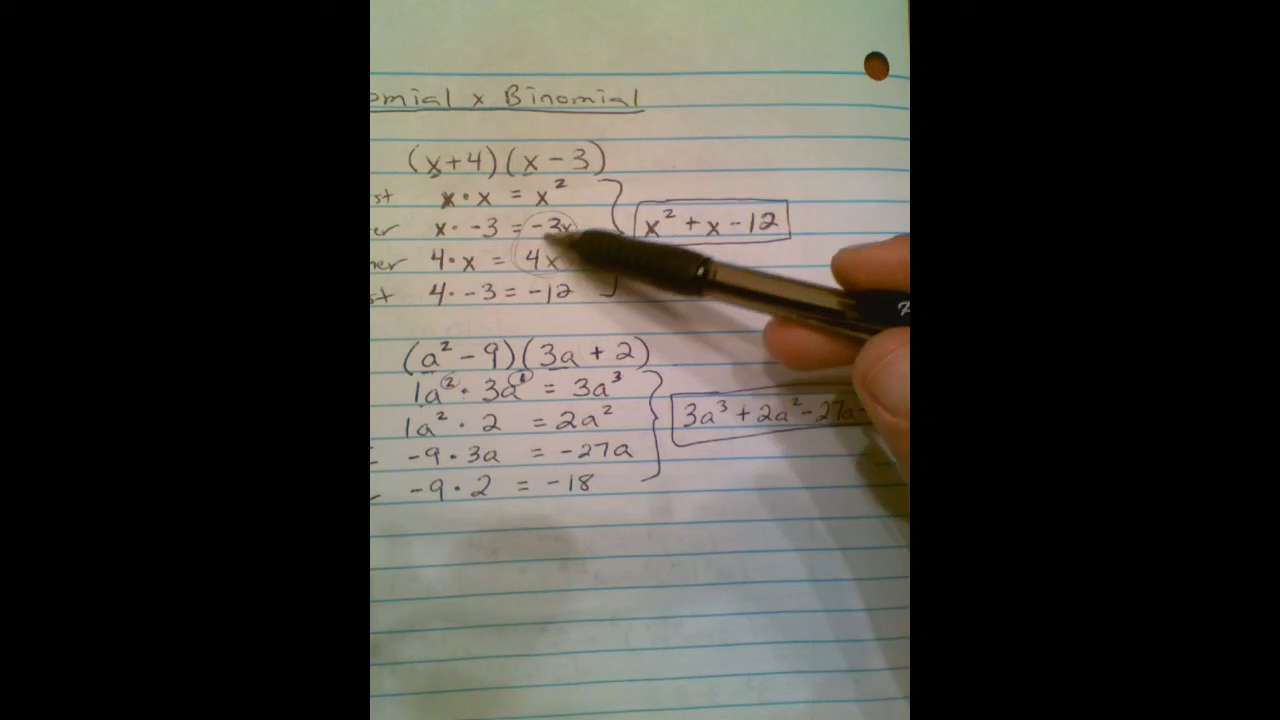 omial x Binomial
(x+4)(x-3)
st x·x = x²
er x·-3 = -3x
ner 4·x = 4x
st 4·-3 = -12
x² + x - 12
(a² - 9)(3a + 2)
1a² · 3a¹ = 3a³
1a² · 2 = 2a²
-9 · 3a = -27a
-9 · 2 = -18
3a³ + 2a² - 27a -